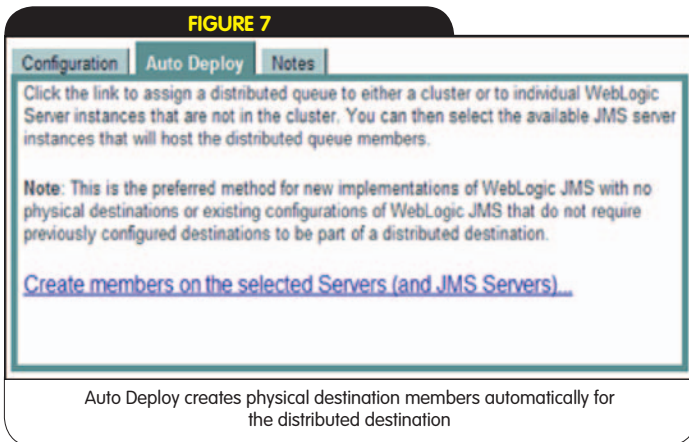 FIGURE 7
Configuration Auto Deploy Notes
Click the link to assign a distributed queue to either a cluster or to individual WebLogic
Server instances that are not in the cluster. You can then select the available JMS server
instances that will host the distributed queue members.
Note: This is the preferred method for new implementations of WebLogic JMS with no
physical destinations or existing configurations of WebLogic JMS that do not require
previously configured destinations to be part of a distributed destination.
Create members on the selected Servers (and JMS Servers)...
Auto Deploy creates physical destination members automatically for
the distributed destination